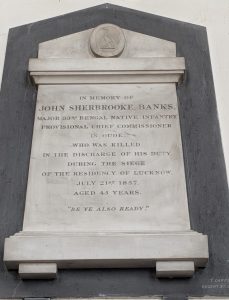 IN MEMORY OF
JOHN SHERBROOKE BANKS,
MAJOR 33RD BENGAL NATIVE INFANTRY
PROVISIONAL CHIEF COMMISSIONER
IN OUDE,
WHO WAS KILLED
IN THE DISCHARGE OF HIS DUTY,
DURING THE SIEGE
OF THE RESIDENCY OF LUCKNOW,
JULY 21ST 1857,
AGED 45 YEARS.
"BE YE ALSO READY."